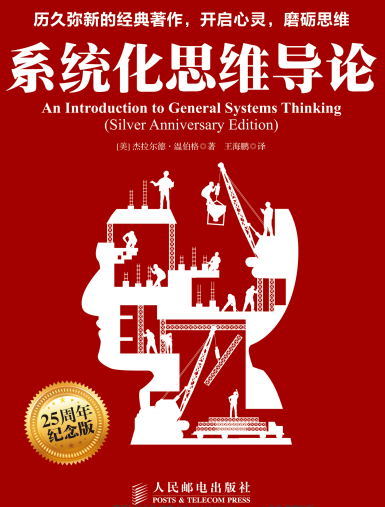 历久弥新的经典著作，开启心灵，磨砺思维
系统化思维导论
An Introduction to General Systems Thinking
(Silver Anniversary Edition)
[美]杰拉尔德·温伯格◎著 王海鹏◎译
25周年
纪念版
人民邮电出版社
POSTS & TELECOM PRESS